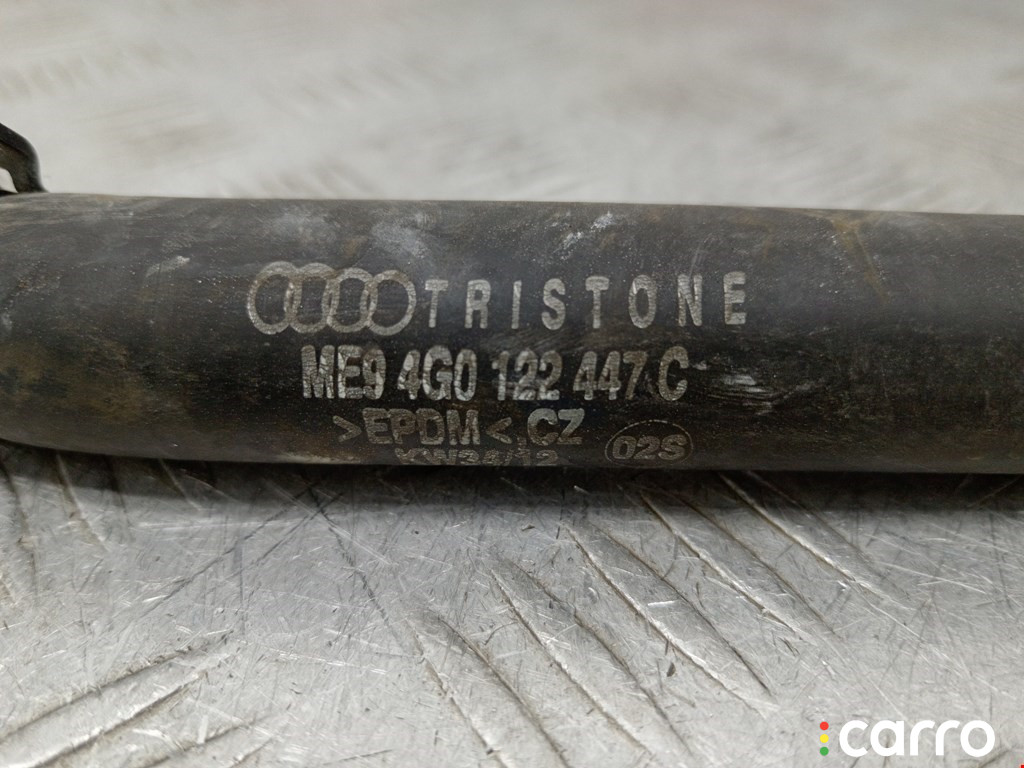 TRISTONE
ME9 4G0 122 447 C
>EPDM<,CZ
02S
carro